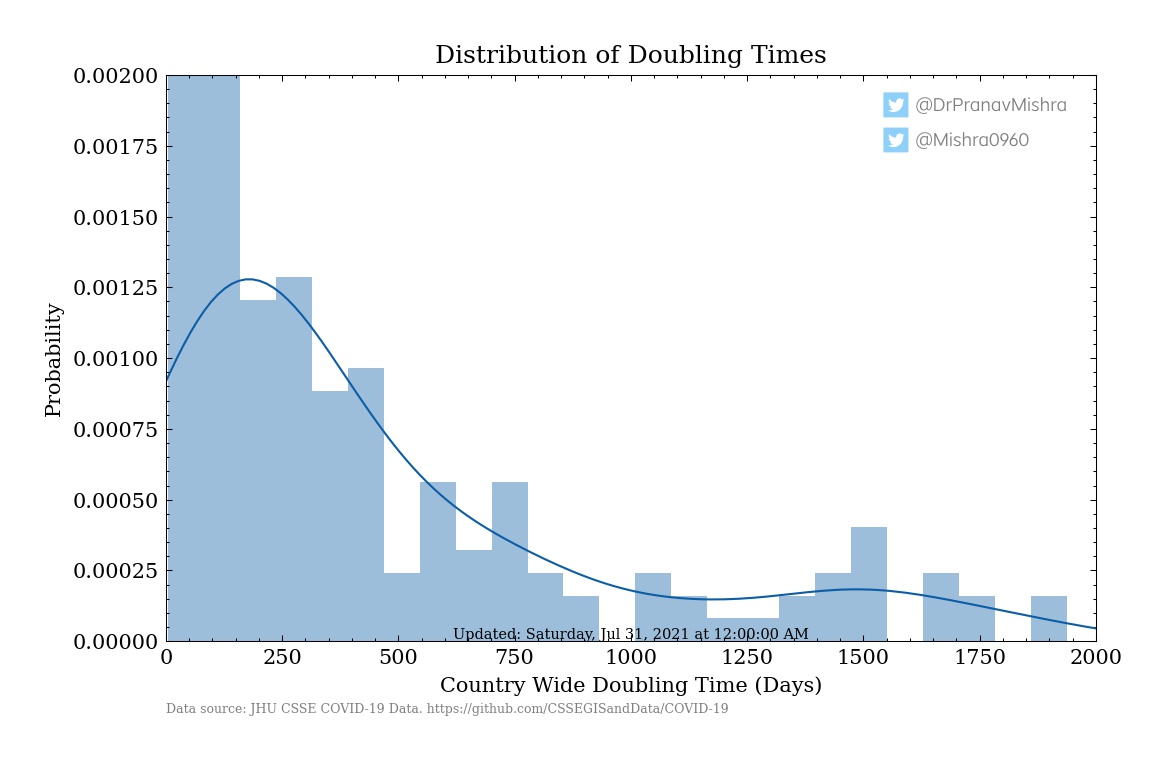 Distribution of Doubling Times
0.00200
0.00175
0.00150
0.00125
0.00100
0.00075
0.00050
0.00025
0.00000
Probability
@DrPranavMishra
@Mishra0960
Updated: Saturday, Jul 31, 2021 at 12:00:00 AM
0 250 500 750 1000 1250 1500 1750 2000
Country Wide Doubling Time (Days)
Data source: JHU CSSE COVID-19 Data. https://github.com/CSSEGISandData/COVID-19